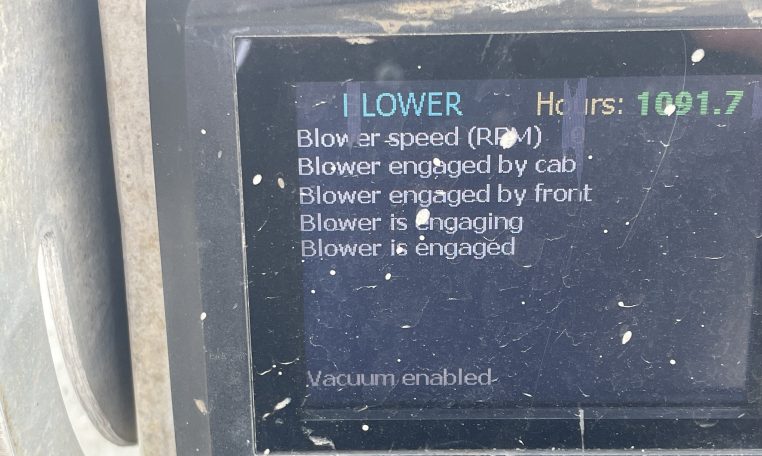 BLOWER Hours: 1091.7
Blower speed (RPM)
Blower engaged by cab
Blower engaged by front
Blower is engaging
Blower is engaged
Vacuum enabled